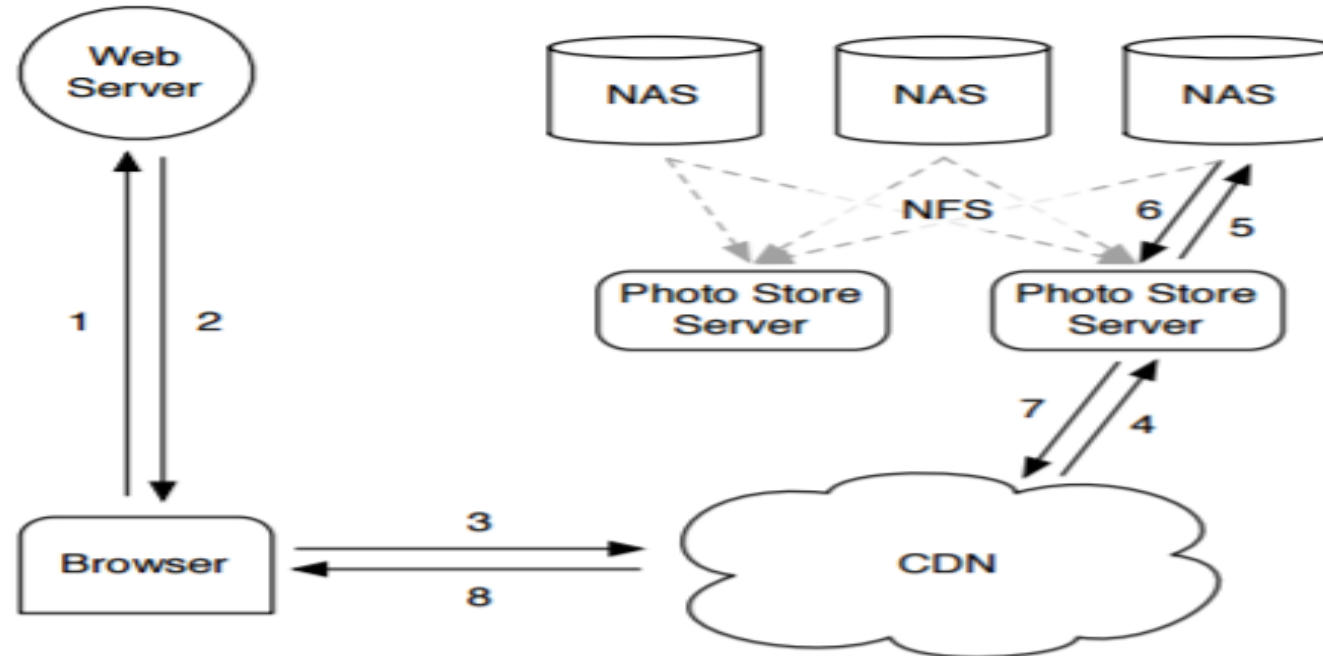 Web
Server
NAS
NAS
NAS
NFS
6
5
Photo Store
Server
Photo Store
Server
1
2
7
4
3
Browser
CDN
8